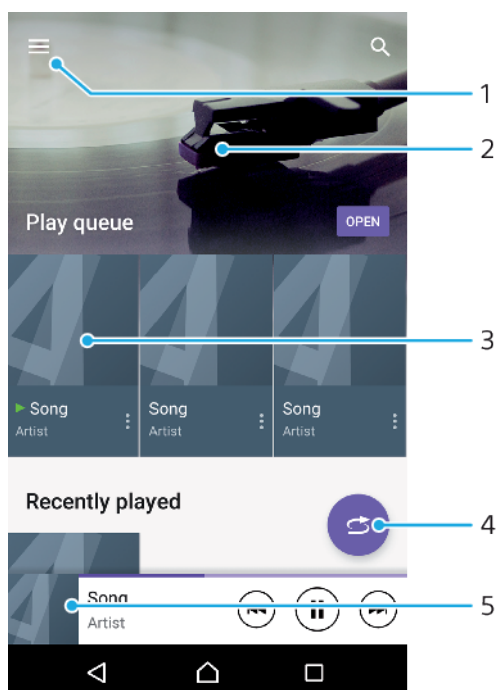 1
2
Play queue OPEN
3
Song Song Song
Artist Artist Artist
Recently played
4
Song
5
Artist